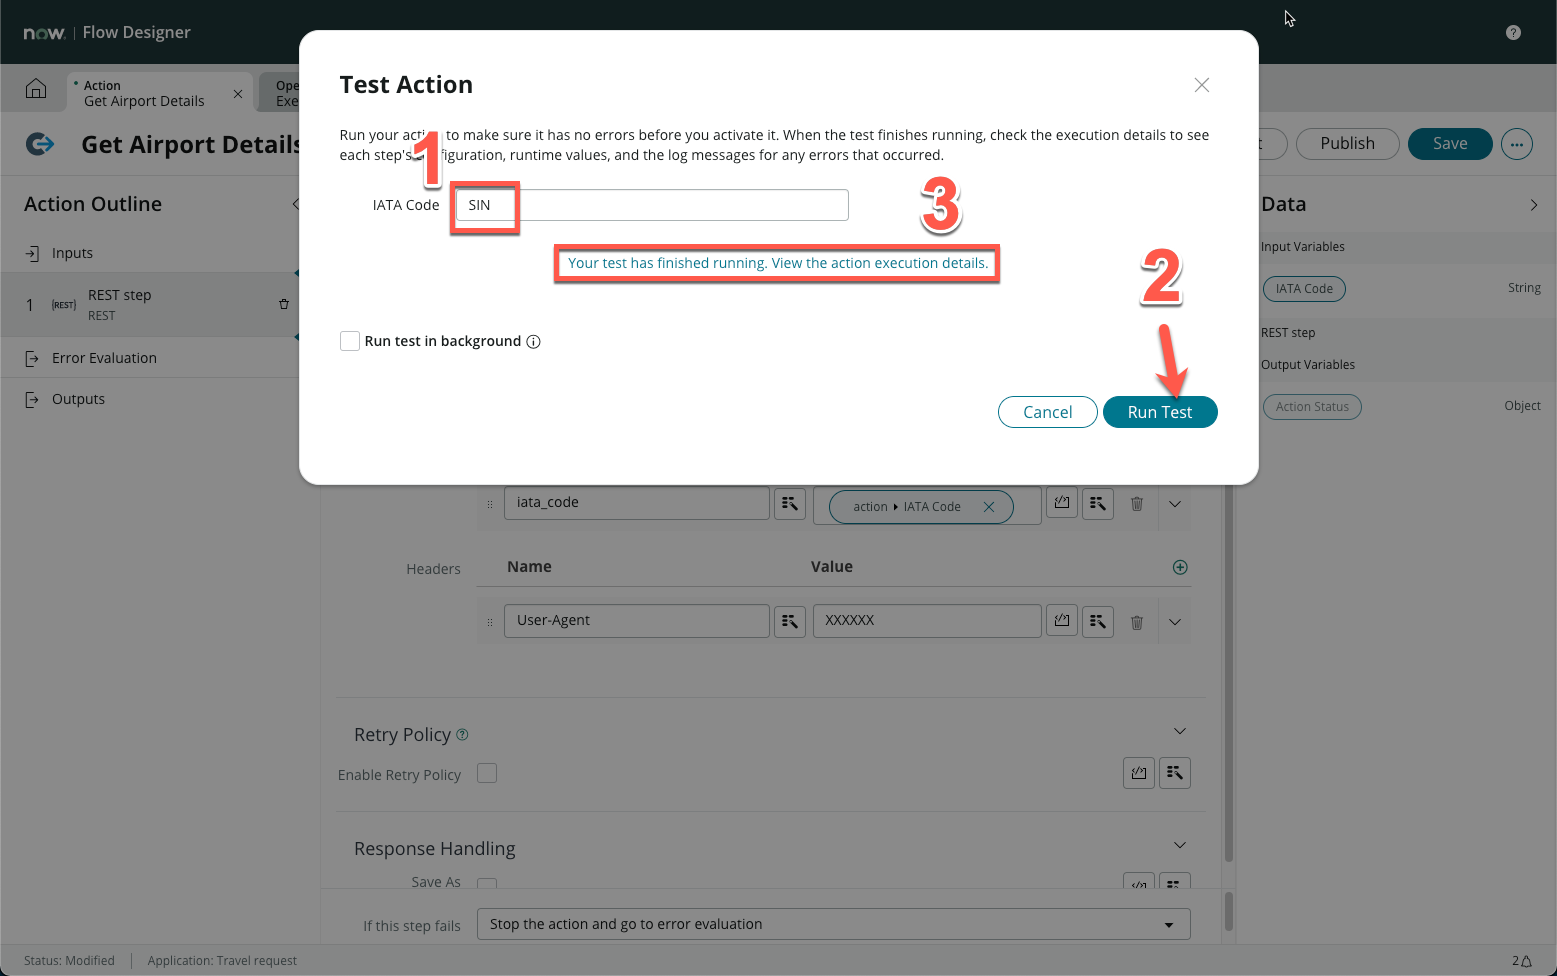 now. | Flow Designer
Action
Get Airport Details
Ope
Exe
Get Airport Details
t
Publish
Save
Test Action
Run your acti to make sure it has no errors before you activate it. When the test finishes running, check the execution details to see
each step's figuration, runtime values, and the log messages for any errors that occurred.
1
IATA Code
SIN
3
Your test has finished running. View the action execution details.
2
Run test in background
Cancel
Run Test
Action Outline
Inputs
1
[REST]
REST step
REST
Error Evaluation
Outputs
Data
Input Variables
IATA Code
String
REST step
Output Variables
Action Status
Object
iata_code
action ▸ IATA Code
Headers
Name
Value
User-Agent
XXXXXX
Retry Policy
Enable Retry Policy
Response Handling
Save As
If this step fails
Stop the action and go to error evaluation
Status: Modified
Application: Travel request
2